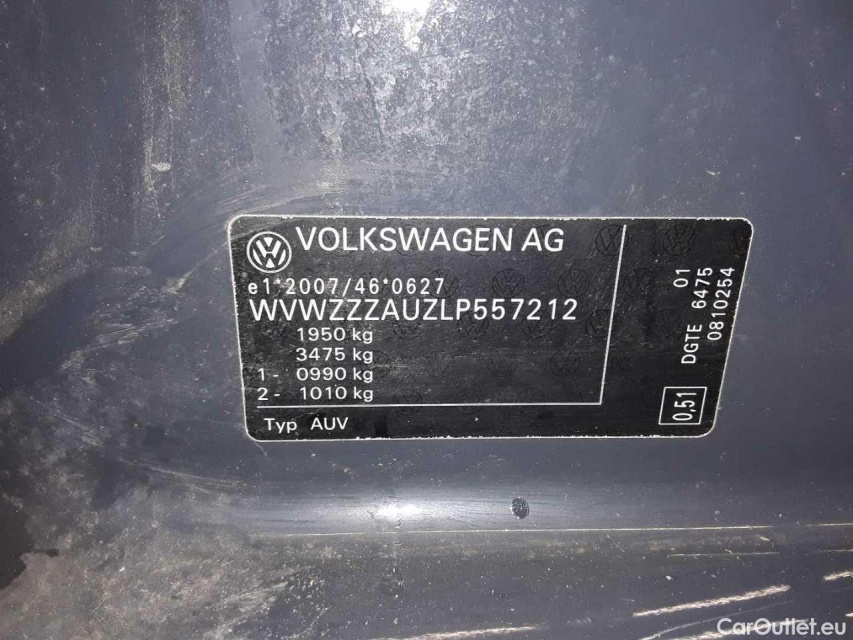 VOLKSWAGEN AG
e1*2007/46*0627
WVWZZZAUZLP557212
1950 kg
3475 kg
1 - 0990 kg
2 - 1010 kg
Typ AUV
01
DGTE 6475
0810254
0,51
CarOutlet.eu